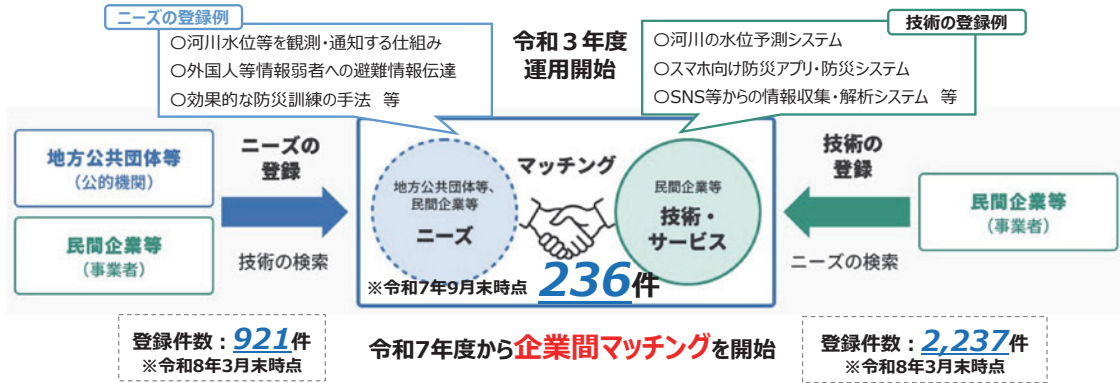 ニーズの登録例
〇河川水位等を観測・通知する仕組み
〇外国人等情報弱者への避難情報伝達
〇効果的な防災訓練の手法 等
令和３年度
運用開始
技術の登録例
〇河川の水位予測システム
〇スマホ向け防災アプリ・防災システム
〇SNS等からの情報収集・解析システム 等
地方公共団体等
（公的機関）
民間企業等
（事業者）
ニーズの
登録
技術の検索
地方公共団体等、
民間企業等
ニーズ
マッチング
民間企業等
技術・
サービス
※令和7年9月末時点 236件
技術の
登録
ニーズの検索
民間企業等
（事業者）
登録件数：921件
※令和8年3月末時点
令和7年度から企業間マッチングを開始
登録件数：2,237件
※令和8年3月末時点